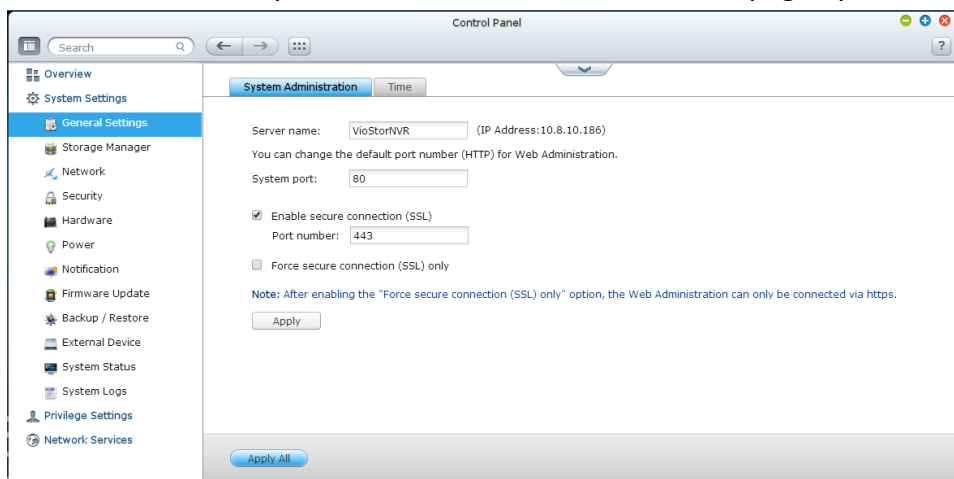 Control Panel
Search
?
Overview
System Settings
General Settings
Storage Manager
Network
Security
Hardware
Power
Notification
Firmware Update
Backup / Restore
External Device
System Status
System Logs
Privilege Settings
Network Services
System Administration
Time
Server name: VioStorNVR (IP Address:10.8.10.186)
You can change the default port number (HTTP) for Web Administration.
System port: 80
Enable secure connection (SSL)
Port number: 443
Force secure connection (SSL) only
Note: After enabling the "Force secure connection (SSL) only" option, the Web Administration can only be connected via https.
Apply
Apply All